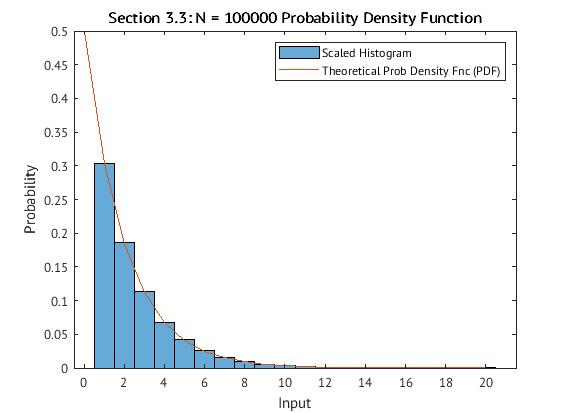 Section 3.3: N = 100000 Probability Density Function
0.5
0.45
0.4
0.35
0.3
0.25
0.2
0.15
0.1
0.05
0
Probability
Scaled Histogram
Theoretical Prob Density Fnc (PDF)
0 2 4 6 8 10 12 14 16 18 20
Input